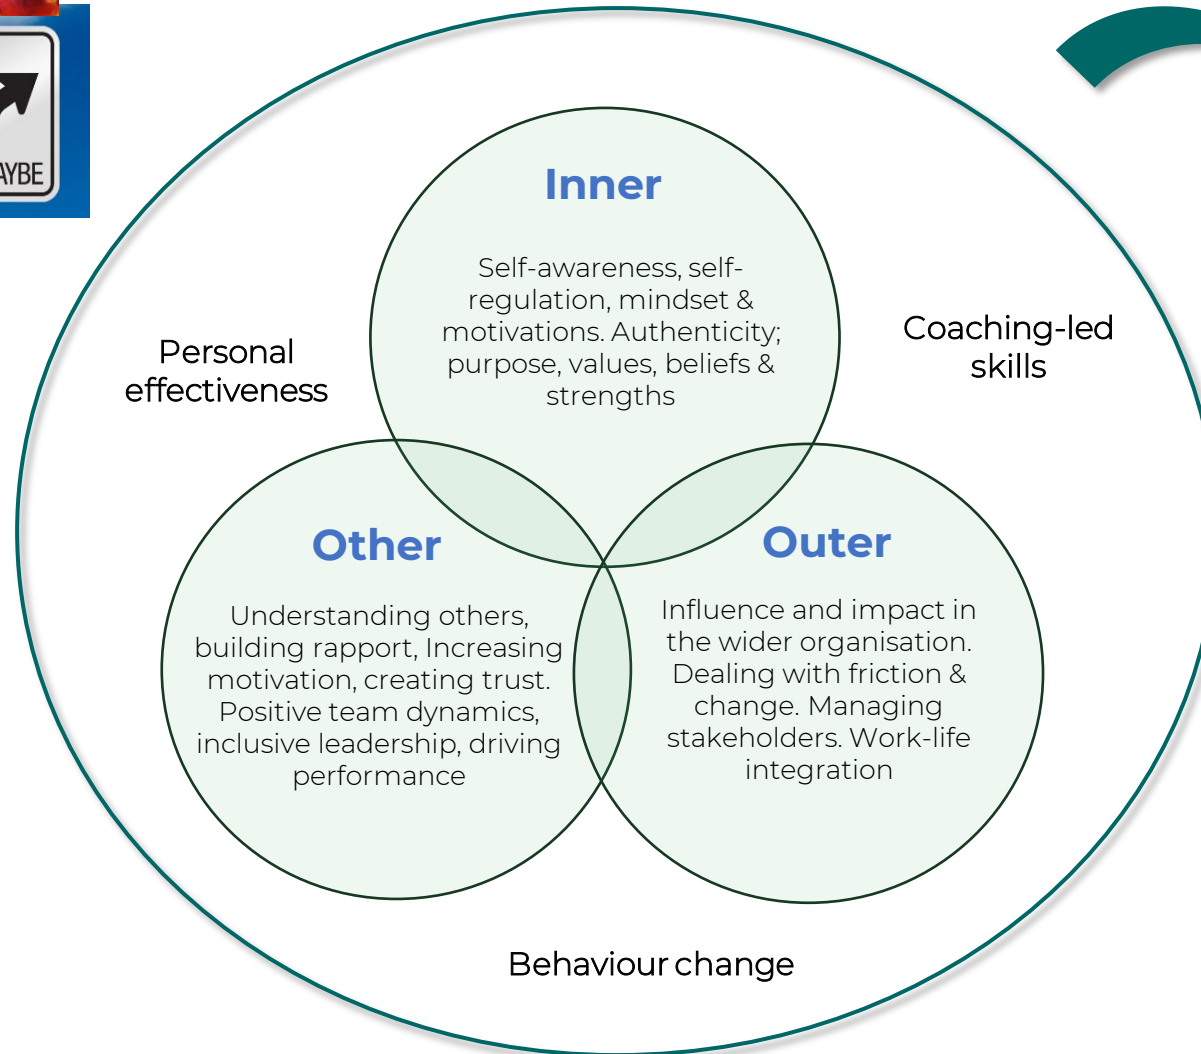 AYBE
Inner
Self-awareness, self-
regulation, mindset &
motivations. Authenticity;
purpose, values, beliefs &
strengths
Personal
effectiveness
Coaching-led
skills
Other
Understanding others,
building rapport, Increasing
motivation, creating trust.
Positive team dynamics,
inclusive leadership, driving
performance
Outer
Influence and impact in
the wider organisation.
Dealing with friction &
change. Managing
stakeholders. Work-life
integration
Behaviour change